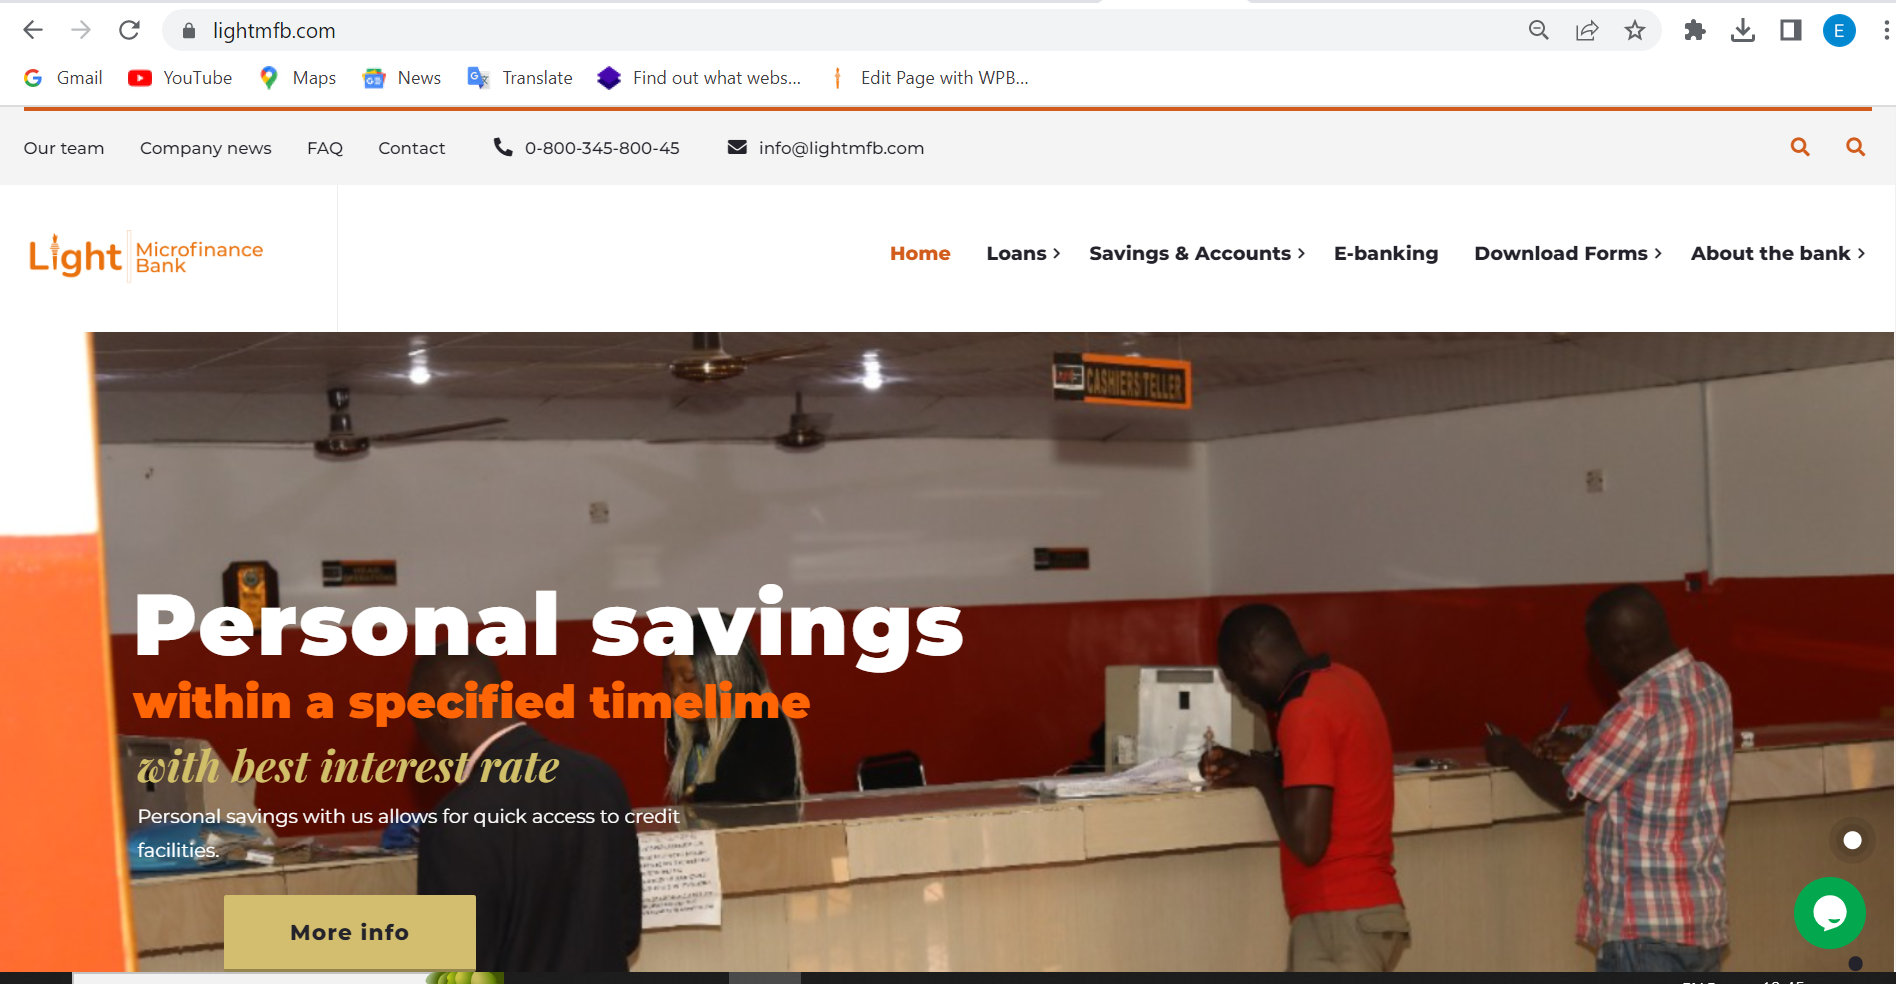 lightmfb.com
E
Gmail YouTube Maps News Translate Find out what webs... Edit Page with WPB...
Our team Company news FAQ Contact 0-800-345-800-45 info@lightmfb.com
Light Microfinance
Bank
Home Loans Savings & Accounts E-banking Download Forms About the bank
CASHIERS TELLER
Personal savings
within a specified timelime
with best interest rate
Personal savings with us allows for quick access to credit
facilities.
More info